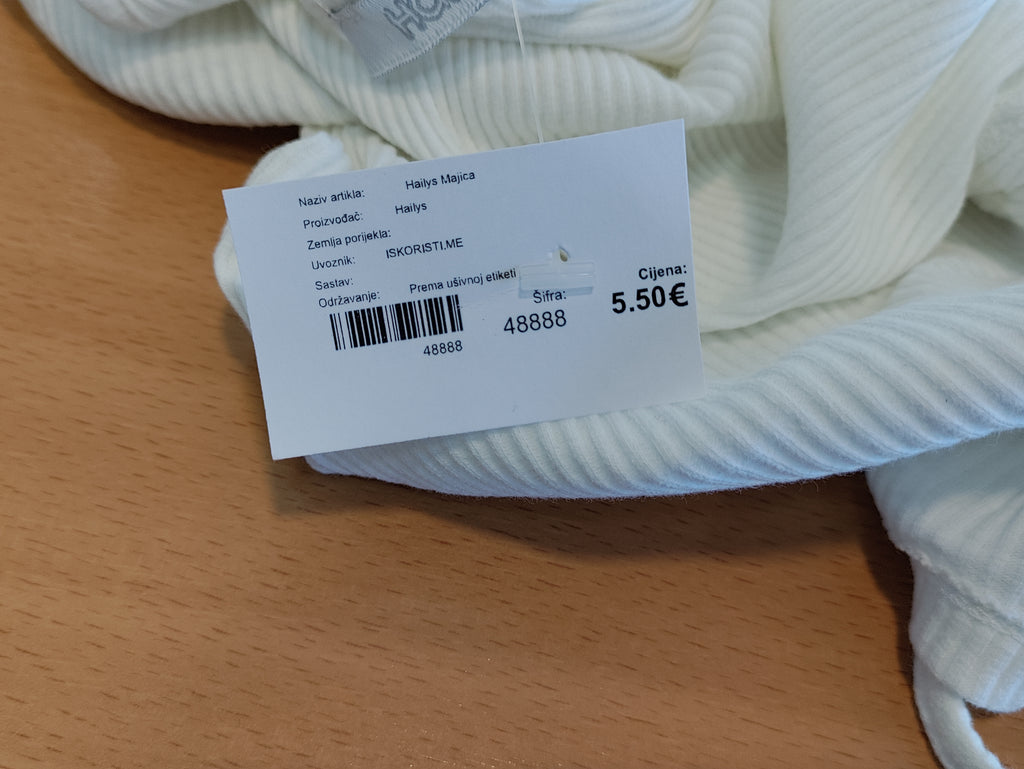 Naziv artikla: Hailys Majica
Proizvođač: Hailys
Zemlja porijekla:
Uvoznik: ISKORISTI.ME
Sastav:
Održavanje: Prema ušivnoj etiketi
48888
Šifra:
48888
Cijena:
5.50€